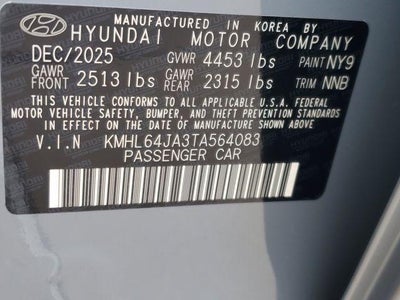 MANUFACTURED IN KOREA BY
HYUNDAI MOTOR COMPANY
DEC/2025 GVWR 4453 lbs PAINT NY9
GAWR FRONT 2513 lbs GAWR REAR 2315 lbs TRIM NNB
THIS VEHICLE CONFORMS TO ALL APPLICABLE U.S.A. FEDERAL
MOTOR VEHICLE SAFETY, BUMPER, AND THEFT PREVENTION STANDARDS
IN EFFECT ON THE DATE OF MANUFACTURE SHOWN ABOVE.
V.I.N KMHL64JA3TA564083
PASSENGER CAR